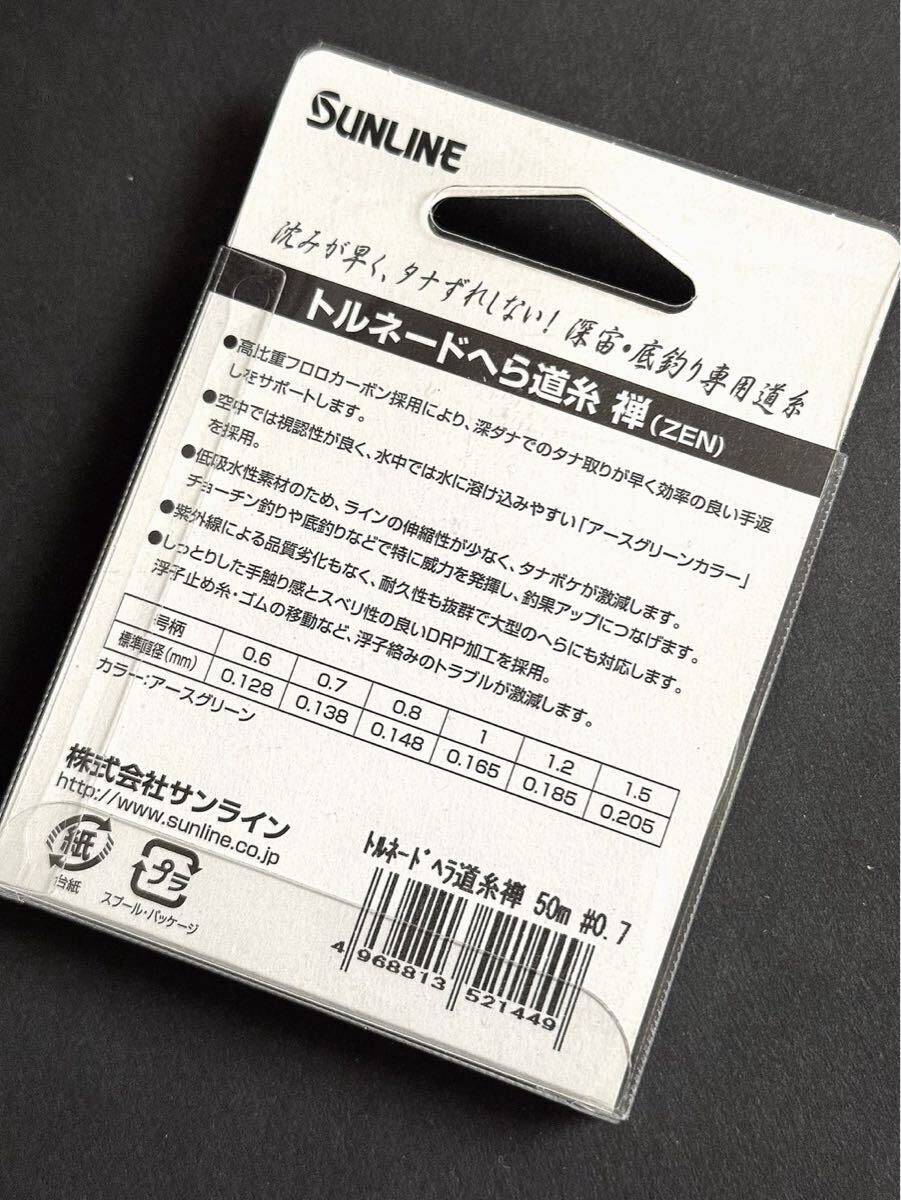 SUNLINE
沈みが早く、タナずれしない！深宙・底釣り専用道糸
トルネードへら道糸 禅(ZEN)
●高比重フロロカーボン採用により、深ダナでのタナ取りが早く効率の良い手返
しをサポートします。
●空中では視認性が良く、水中では水に溶け込みやすい「アースグリーンカラー」
を採用。
●低吸水性素材のため、ラインの伸縮性が少なく、タナボケが激減します。
チョーチン釣りや底釣りなどで特に威力を発揮し、釣果アップにつなげます。
●紫外線による品質劣化もなく、耐久性も抜群で大型のへらにも対応します。
●しっとりした手触り感とスベリ性の良いDRP加工を採用。
浮子止め糸・ゴムの移動など、浮子絡みのトラブルが激減します。
号柄 0.6 0.7 0.8 1 1.2 1.5
標準直径(mm) 0.128 0.138 0.148 0.165 0.185 0.205
カラー:アースグリーン
株式会社サンライン
http://www.sunline.co.jp
紙
台紙
プラ
スプール・パッケージ
ﾄﾙﾈｰﾄﾞﾍﾗ道糸禅 50m #0.7
4 968813 521449